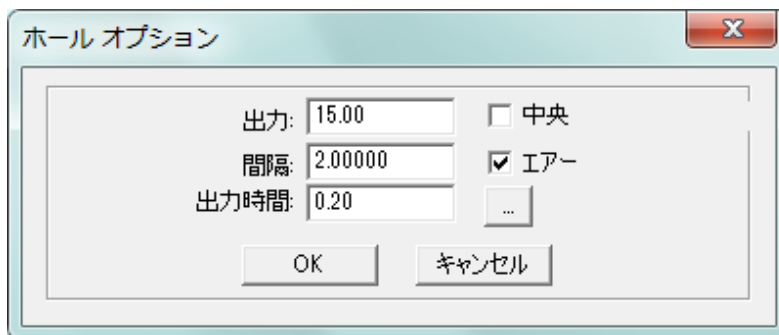 ホール オプション
出力: 15.00 中央
間隔: 2.00000 エアー
出力時間: 0.20 ...
OK キャンセル